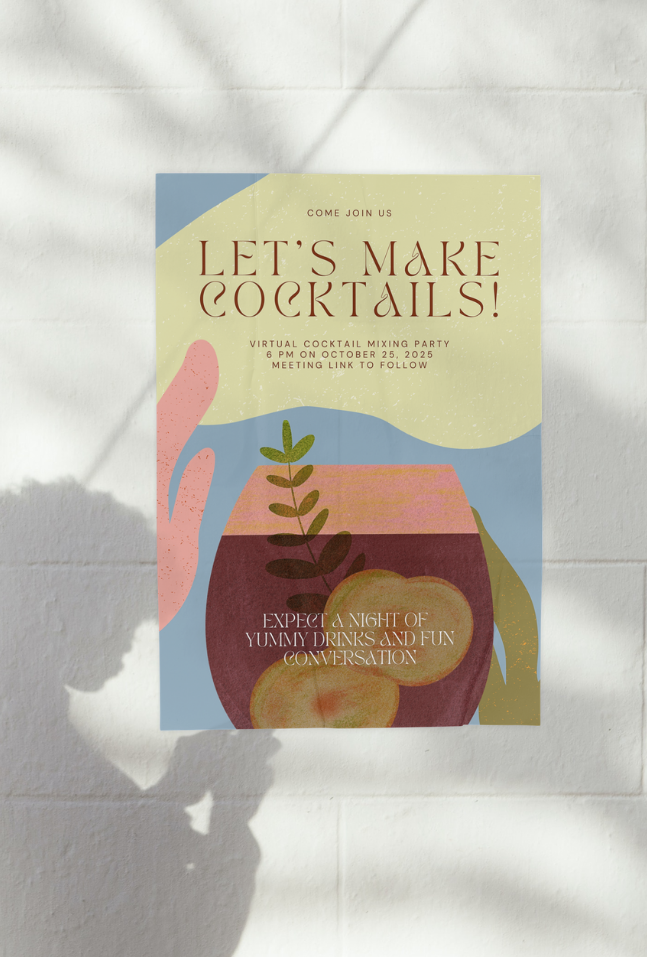 COME JOIN US
LET'S MAKE
COCKTAILS!
VIRTUAL COCKTAIL MIXING PARTY
6 PM ON OCTOBER 25, 2025
MEETING LINK TO FOLLOW
EXPECT A NIGHT OF
YUMMY DRINKS AND FUN
CONVERSATION